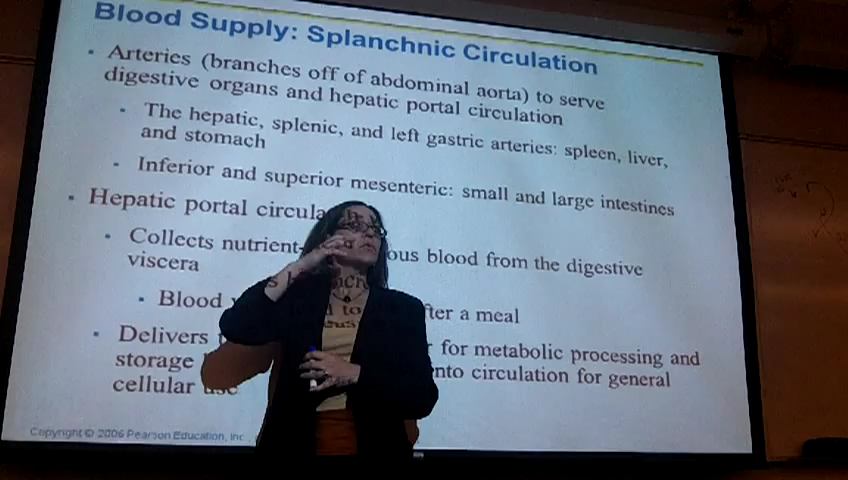 Blood Supply: Splanchnic Circulation
• Arteries (branches off of abdominal aorta) to serve
digestive organs and hepatic portal circulation
• The hepatic, splenic, and left gastric arteries: spleen, liver,
and stomach
• Inferior and superior mesenteric: small and large intestines
• Hepatic portal
• Collects nutrient- ous blood from the digestive
viscera
• Blood after a meal
• Delivers for metabolic processing and
storage into circulation for general
cellular use
Copyright © 2006 Pearson Education, Inc